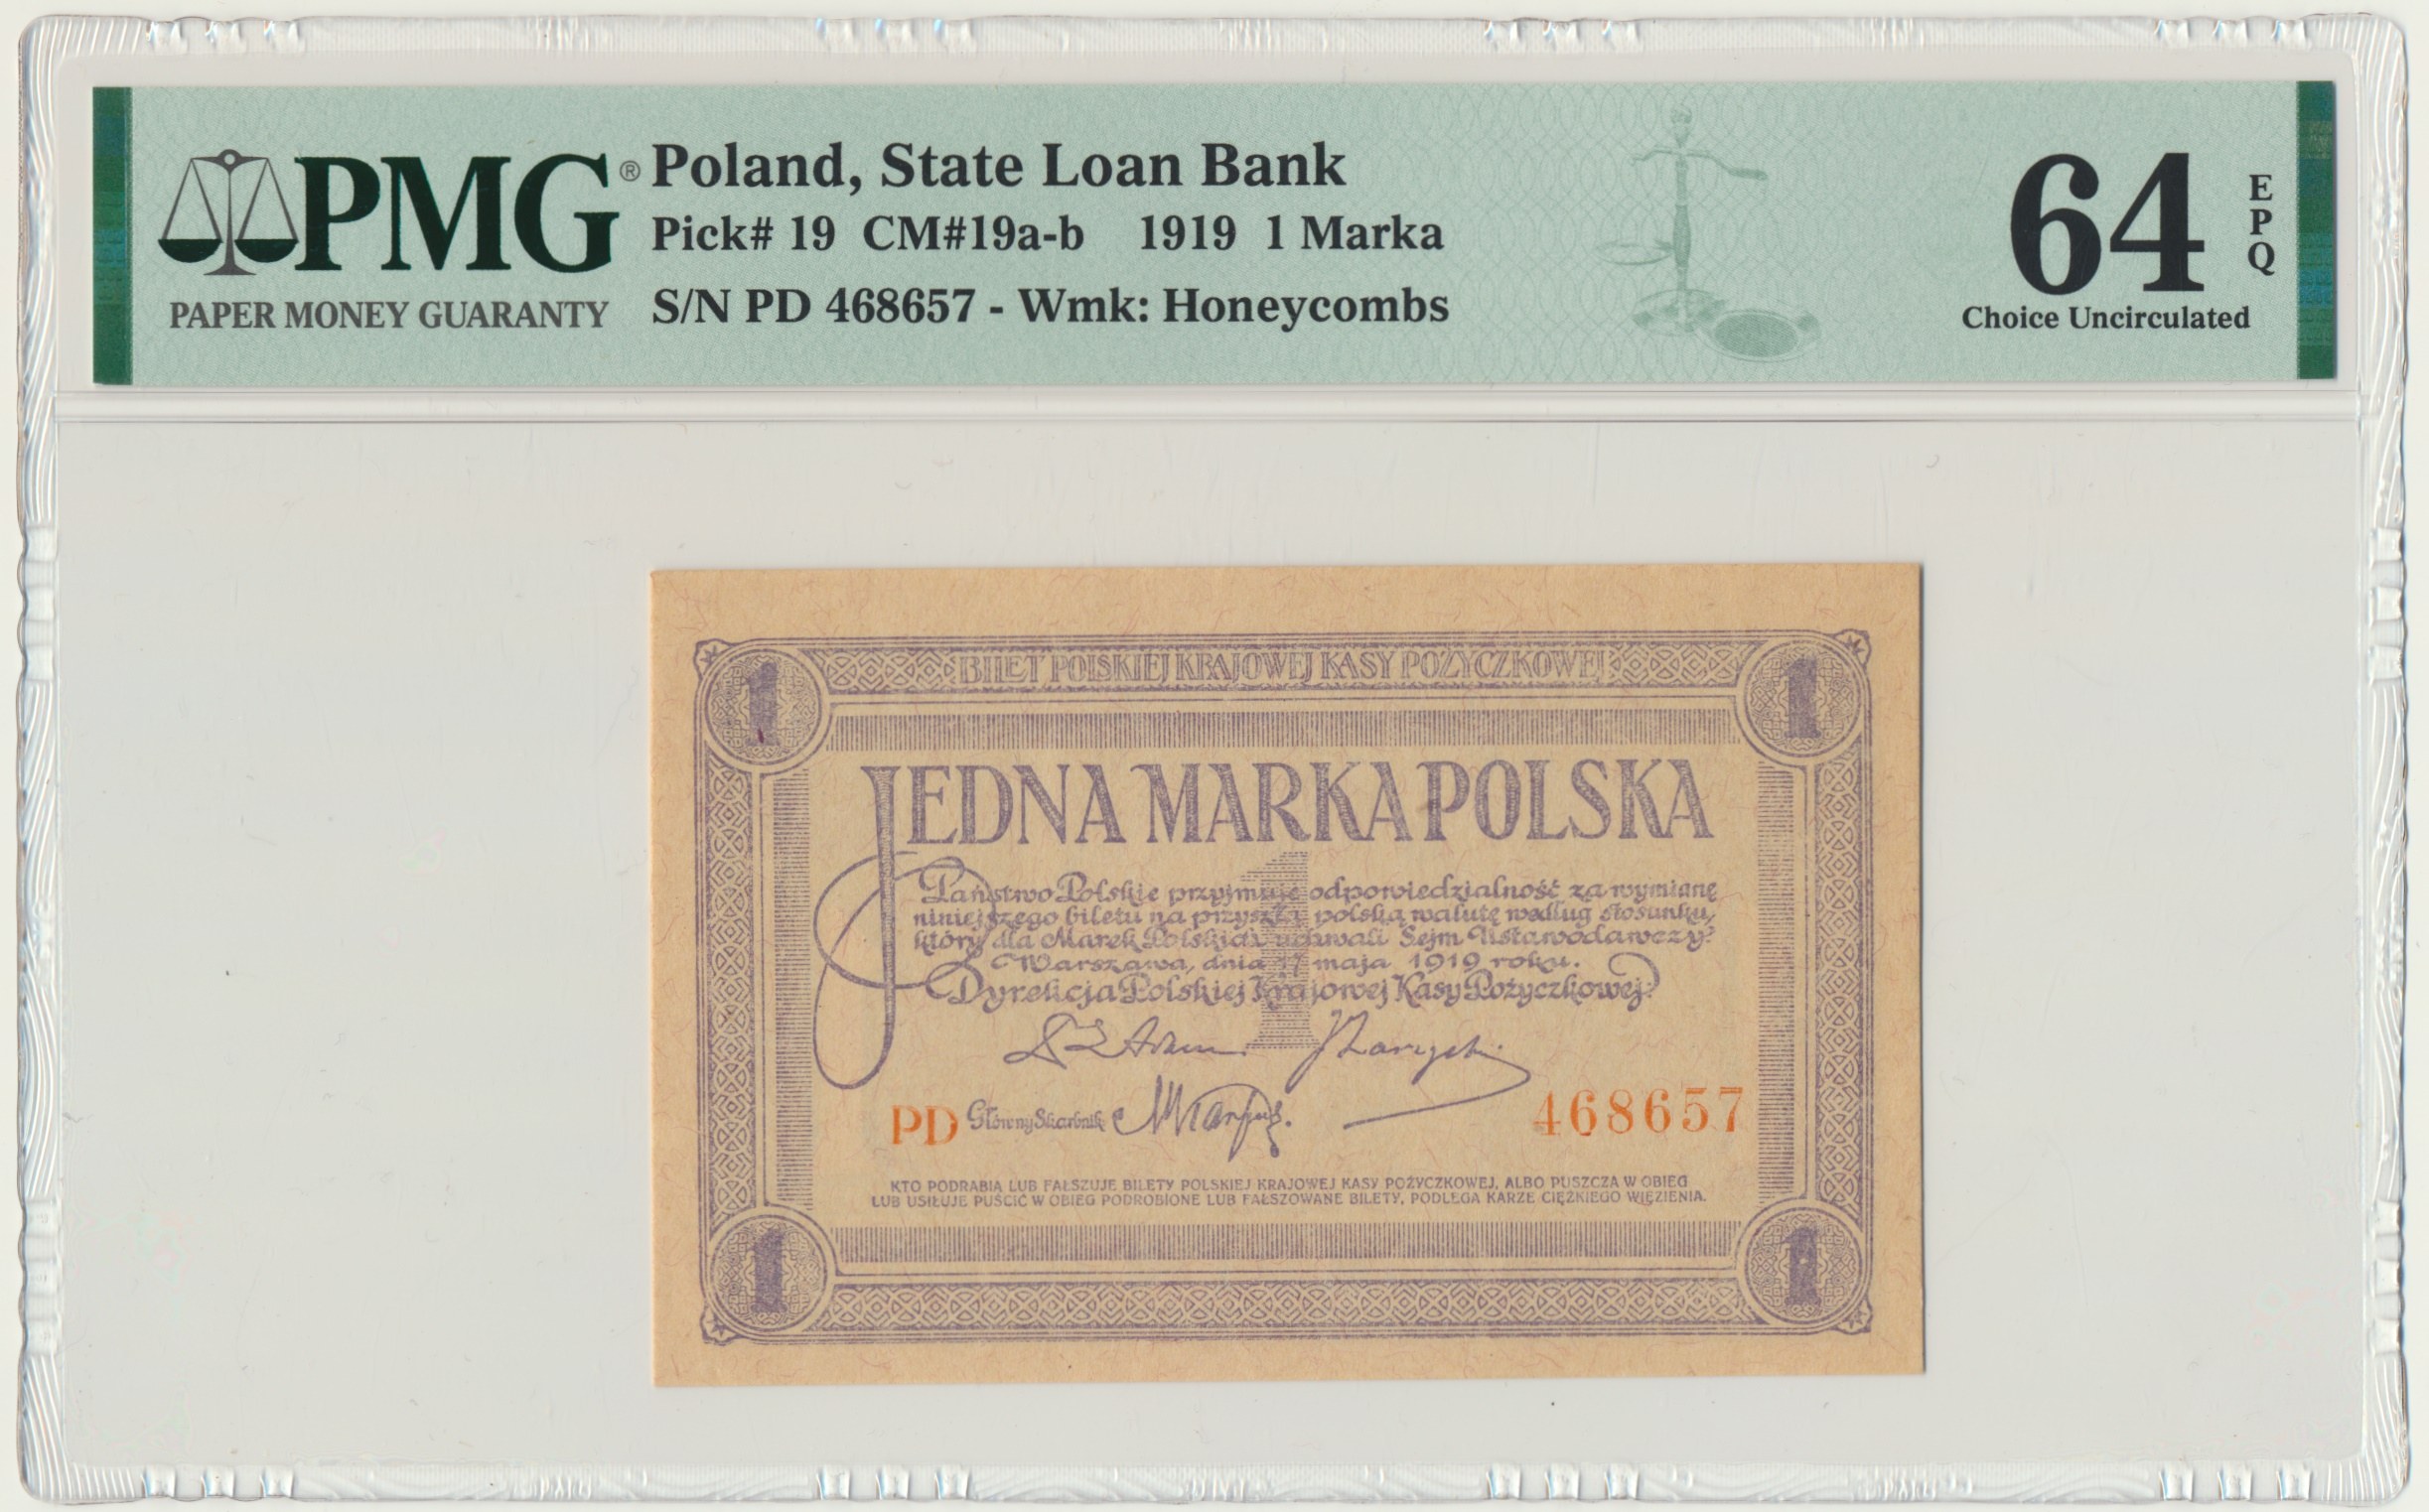 PMG®
PAPER MONEY GUARANTY
Poland, State Loan Bank
Pick# 19 CM#19a-b 1919 1 Marka
S/N PD 468657 - Wmk: Honeycombs
64 EPQ
Choice Uncirculated
1 BILET POLSKIEJ KRAJOWEJ KASY POŻYCZKOWEJ 1
JEDNA MARKA POLSKA
1
Państwo Polskie przyjmuje odpowiedzialność za wymianę
niniejszego biletu na przyszłą polską walutę według stosunku,
który dla Marek Polskich uchwali Sejm Ustawodawczy.
Warszawa, dnia 17 maja 1919 roku.
Dyrekcja Polskiej Krajowej Kasy Pożyczkowej:
PD Główny Skarbnik 468657
KTO PODRABIA LUB FAŁSZUJE BILETY POLSKIEJ KRAJOWEJ KASY POŻYCZKOWEJ, ALBO PUSZCZA W OBIEG
LUB USIŁUJE PUŚCIĆ W OBIEG PODROBIONE LUB FAŁSZOWANE BILETY, PODLEGA KARZE CIĘŻKIEGO WIĘZIENIA.
1 1